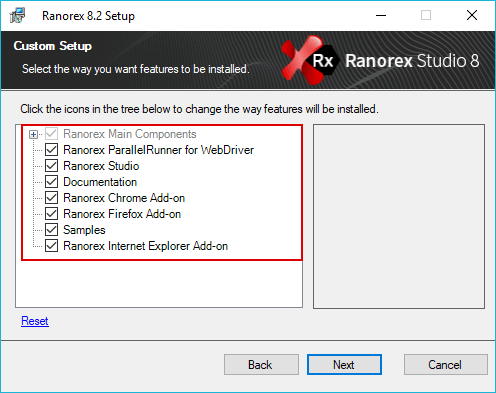 Ranorex 8.2 Setup
Custom Setup
Select the way you want features to be installed.
Rx Ranorex Studio 8
Click the icons in the tree below to change the way features will be installed.
Ranorex Main Components
Ranorex ParallelRunner for WebDriver
Ranorex Studio
Documentation
Ranorex Chrome Add-on
Ranorex Firefox Add-on
Samples
Ranorex Internet Explorer Add-on
Reset
Back Next Cancel